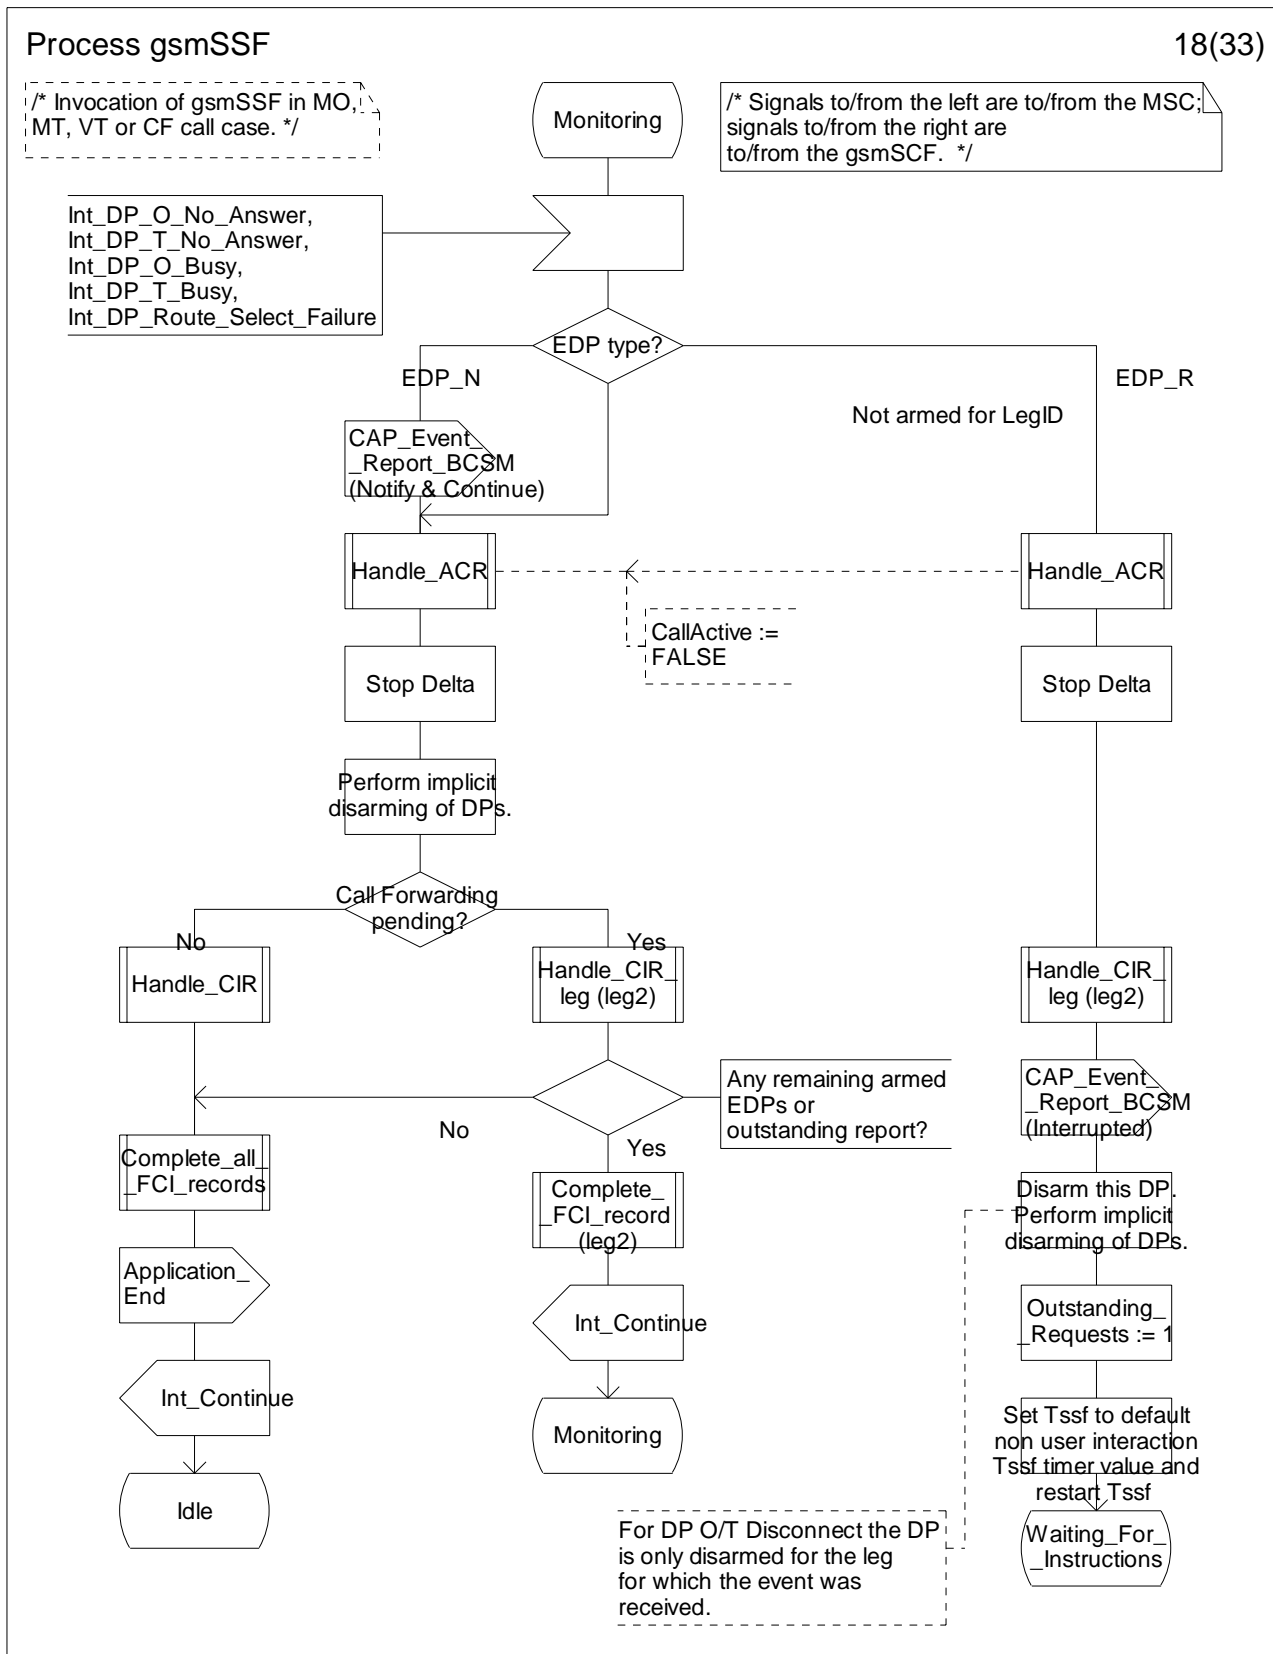 Process gsmSSF
18(33)
/* Invocation of gsmSSF in MO,
MT, VT or CF call case. */
Monitoring
/* Signals to/from the left are to/from the MSC;
signals to/from the right are
to/from the gsmSCF.  */
Int_DP_O_No_Answer,
Int_DP_T_No_Answer,
Int_DP_O_Busy,
Int_DP_T_Busy,
Int_DP_Route_Select_Failure
EDP type?
EDP_N
EDP_R
Not armed for LegID
CAP_Event_
_Report_BCSM
(Notify & Continue)
Handle_ACR
Handle_ACR
CallActive :=
FALSE
Stop Delta
Stop Delta
Perform implicit
disarming of DPs.
Call Forwarding
pending?
No
Yes
Handle_CIR
Handle_CIR_
leg (leg2)
Handle_CIR_
leg (leg2)
Any remaining armed
EDPs or
outstanding report?
CAP_Event_
_Report_BCSM
(Interrupted)
No
Yes
Complete_all_
_FCI_records
Complete_
_FCI_record
(leg2)
Disarm this DP.
Perform implicit
disarming of DPs.
Application_
End
Int_Continue
Outstanding_
_Requests := 1
Int_Continue
Monitoring
Set Tssf to default
non user interaction
Tssf timer value and
restart Tssf
Idle
For DP O/T Disconnect the DP
is only disarmed for the leg
for which the event was
received.
Waiting_For_
_Instructions